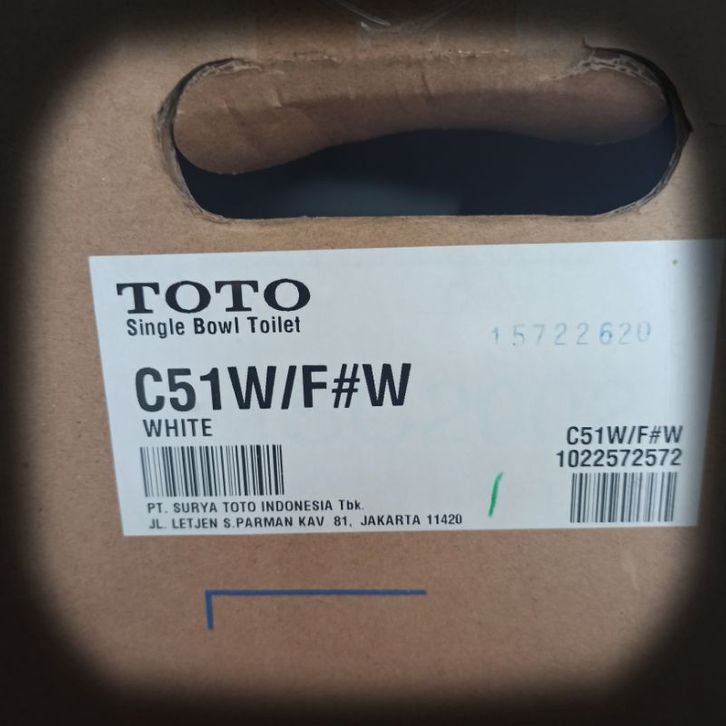 TOTO
Single Bowl Toilet
15722620
C51W/F#W
WHITE
C51W/F#W
1022572572
PT. SURYA TOTO INDONESIA Tbk.
JL. LETJEN S.PARMAN KAV 81, JAKARTA 11420